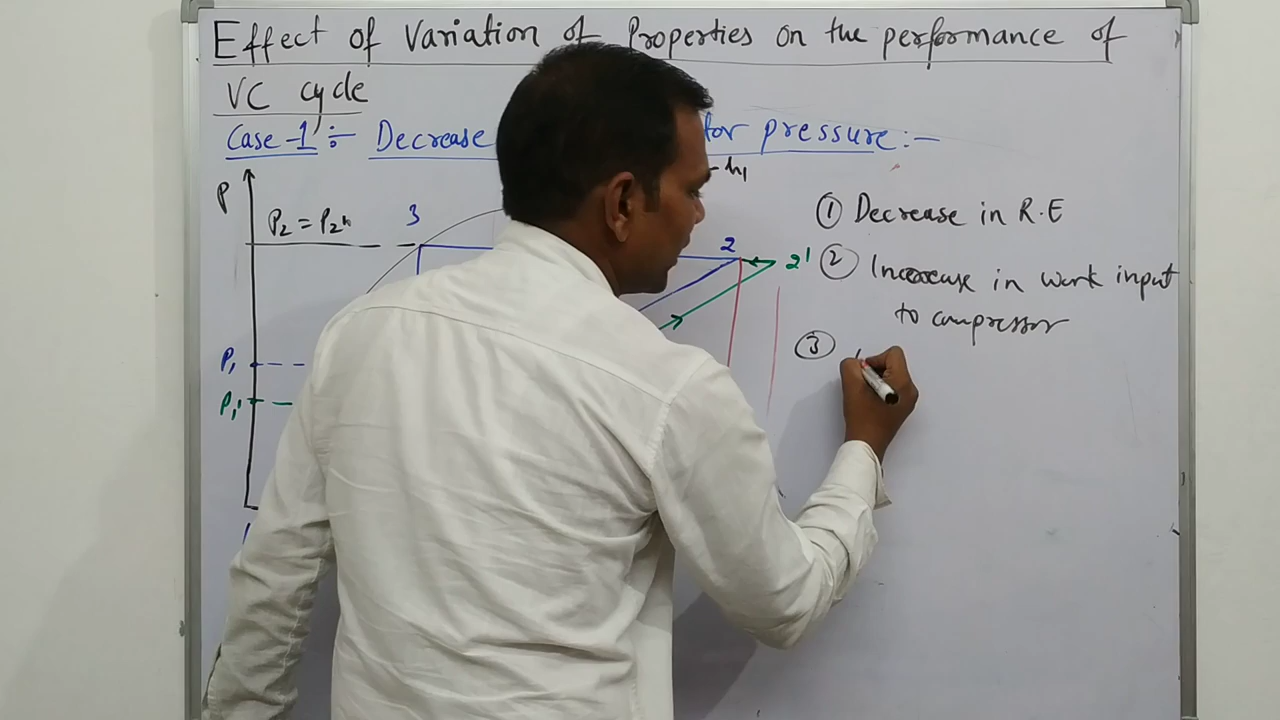 Effect of Variation of Properties on the performance of
VC cycle
Case-1 :- Decrease tor pressure :-
- h1
P
P2 = P2'
3
2
2'
P1
P1'
① Decrease in R.E
② Increase in work input
to compressor
③